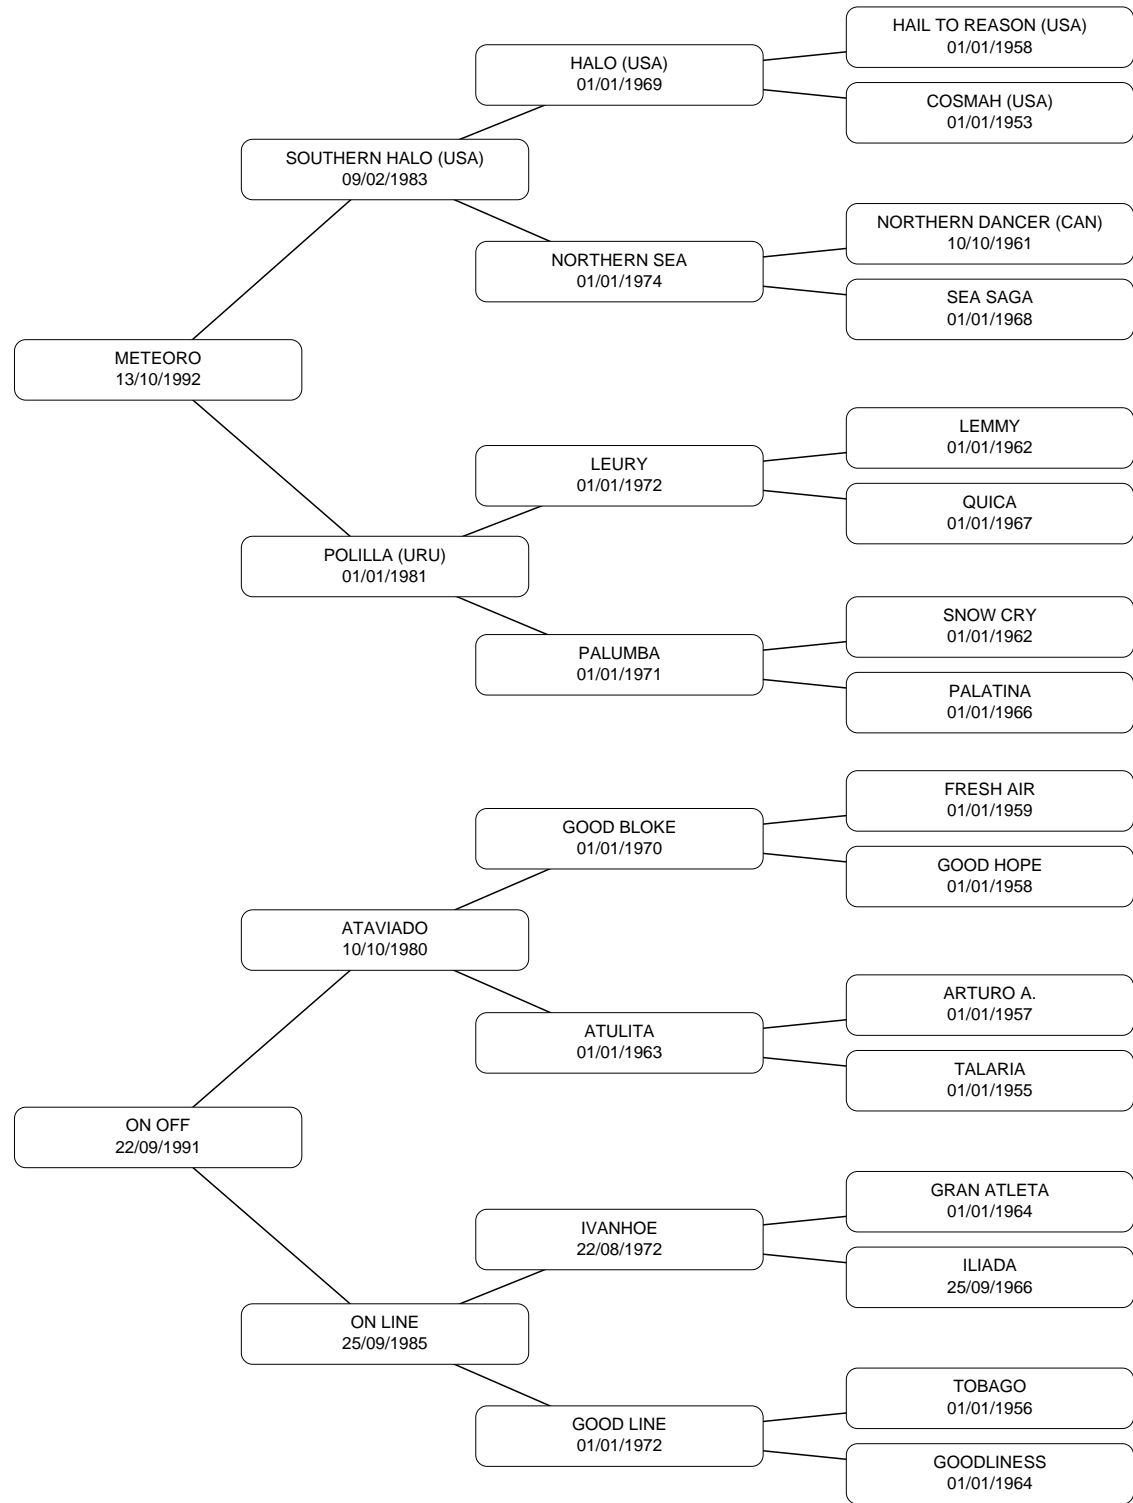 HAIL TO REASON (USA)
01/01/1958
HALO (USA)
01/01/1969
COSMAH (USA)
01/01/1953
SOUTHERN HALO (USA)
09/02/1983
NORTHERN DANCER (CAN)
10/10/1961
NORTHERN SEA
01/01/1974
SEA SAGA
01/01/1968
METEORO
13/10/1992
LEMMY
01/01/1962
LEURY
01/01/1972
QUICA
01/01/1967
POLILLA (URU)
01/01/1981
SNOW CRY
01/01/1962
PALUMBA
01/01/1971
PALATINA
01/01/1966
FRESH AIR
01/01/1959
GOOD BLOKE
01/01/1970
GOOD HOPE
01/01/1958
ATAVIADO
10/10/1980
ARTURO A.
01/01/1957
ATULITA
01/01/1963
TALARIA
01/01/1955
ON OFF
22/09/1991
GRAN ATLETA
01/01/1964
IVANHOE
22/08/1972
ILIADA
25/09/1966
ON LINE
25/09/1985
TOBAGO
01/01/1956
GOOD LINE
01/01/1972
GOODLINESS
01/01/1964